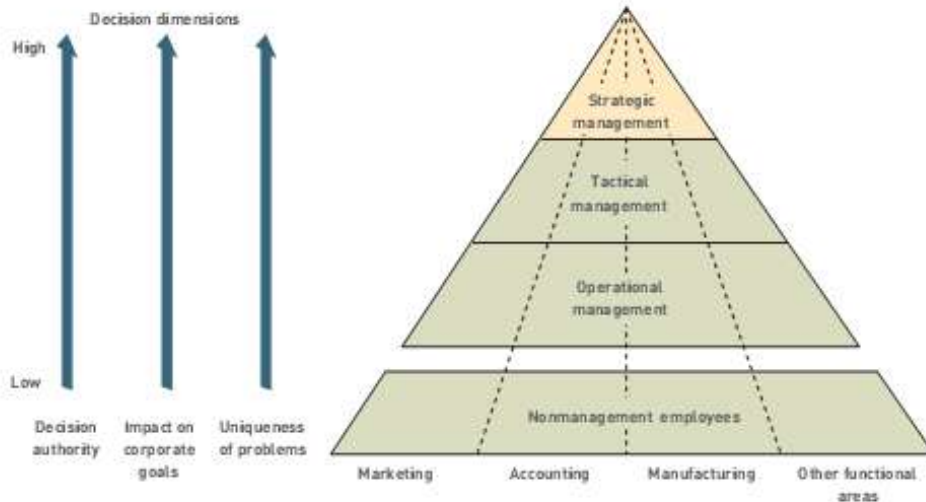 Decision dimensions
High
Low
Decision
authority
Impact on
corporate
goals
Uniqueness
of problems
Strategic
management
Tactical
management
Operational
management
Nonmanagement employees
Marketing
Accounting
Manufacturing
Other functional
areas